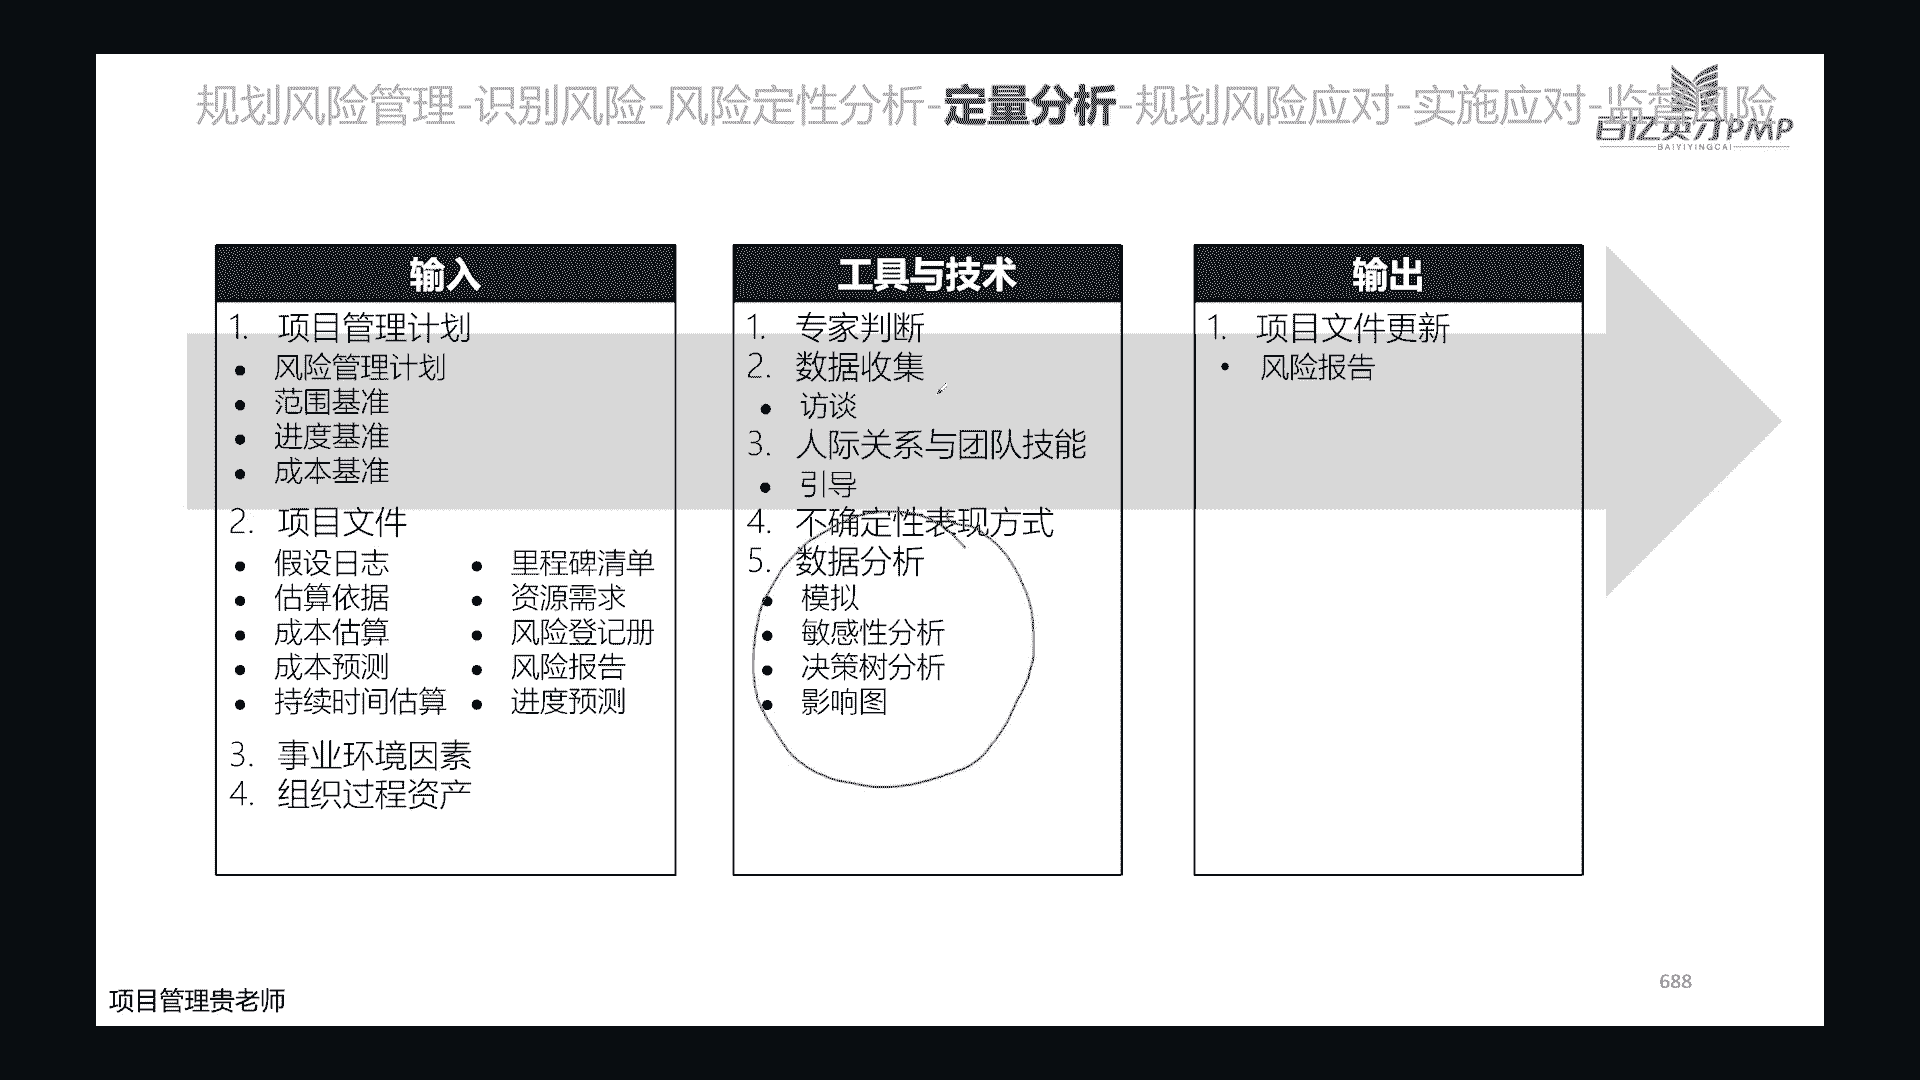 规划风险管理-识别风险-风险定性分析-定量分析-规划风险应对-实施应对-监督风险
百亿英才PMP
BAIYIYINGCAI
输入
1. 项目管理计划
• 风险管理计划
• 范围基准
• 进度基准
• 成本基准
2. 项目文件
• 假设日志
• 估算依据
• 成本估算
• 成本预测
• 持续时间估算
• 里程碑清单
• 资源需求
• 风险登记册
• 风险报告
• 进度预测
3. 事业环境因素
4. 组织过程资产
工具与技术
1. 专家判断
2. 数据收集
• 访谈
3. 人际关系与团队技能
• 引导
4. 不确定性表现方式
5. 数据分析
• 模拟
• 敏感性分析
• 决策树分析
• 影响图
输出
1. 项目文件更新
• 风险报告
688
项目管理贵老师